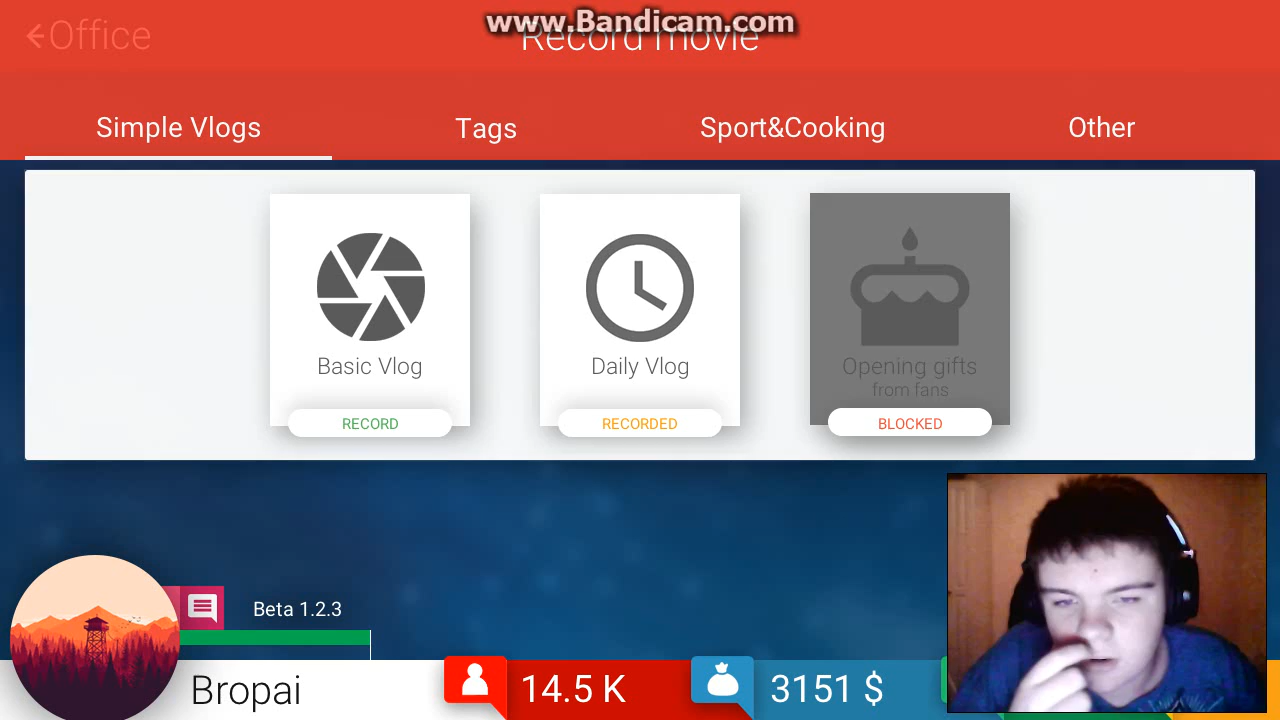 www.Bandicam.com
Office
Record movie
Simple Vlogs
Tags
Sport&Cooking
Other
Basic Vlog
RECORD
Daily Vlog
RECORDED
Opening gifts
from fans
BLOCKED
Beta 1.2.3
Bropai
14.5 K
3151 $